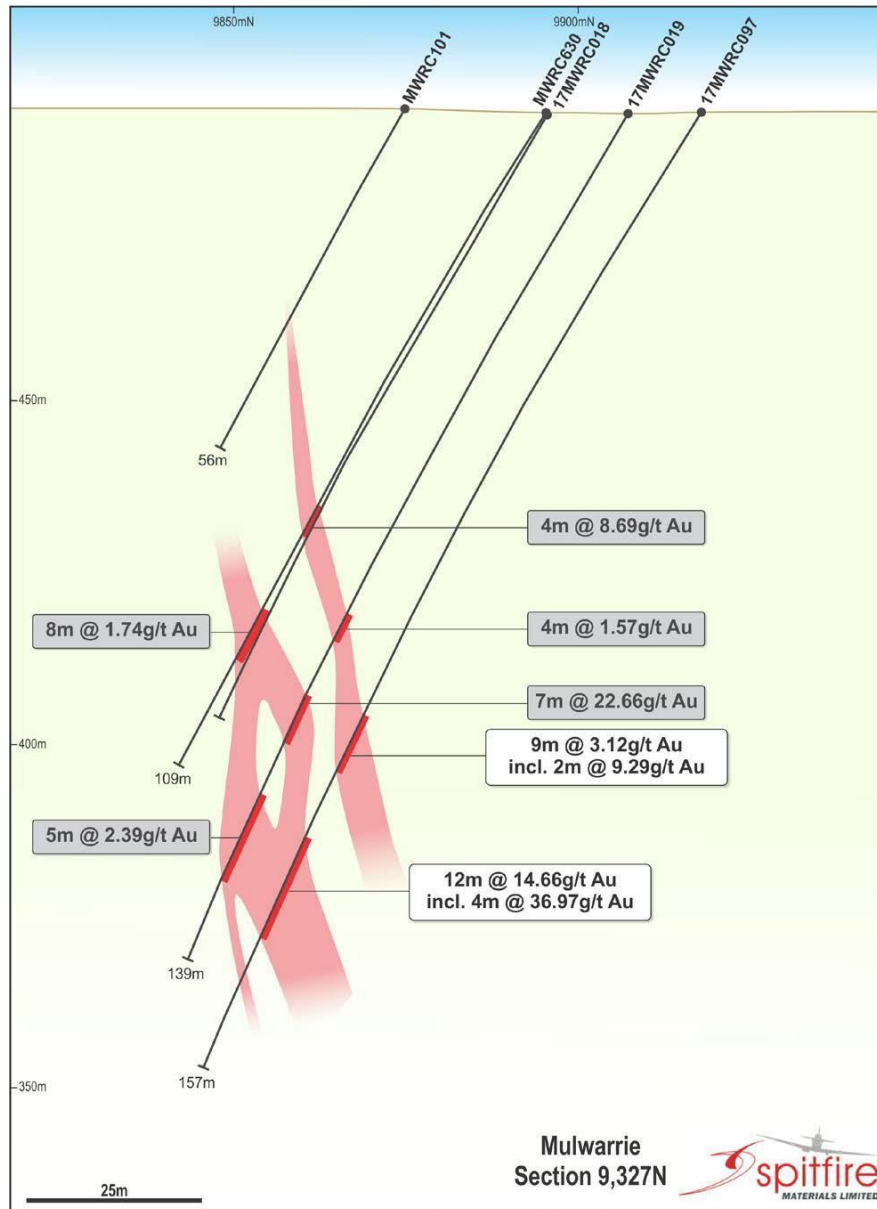 9850mN
9900mN
MWRC101
MWRC630
17MWRC018
17MWRC019
17MWRC097
450m
56m
4m @ 8.69g/t Au
8m @ 1.74g/t Au
4m @ 1.57g/t Au
7m @ 22.66g/t Au
400m
9m @ 3.12g/t Au
incl. 2m @ 9.29g/t Au
109m
5m @ 2.39g/t Au
12m @ 14.66g/t Au
incl. 4m @ 36.97g/t Au
139m
157m
350m
Mulwarrie
Section 9,327N
spitfire
MATERIALS LIMITED
25m